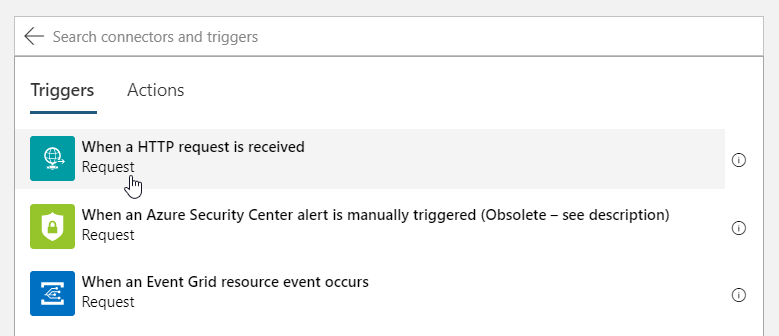 Search connectors and triggers
Triggers Actions
When a HTTP request is received
Request
When an Azure Security Center alert is manually triggered (Obsolete – see description)
Request
When an Event Grid resource event occurs
Request